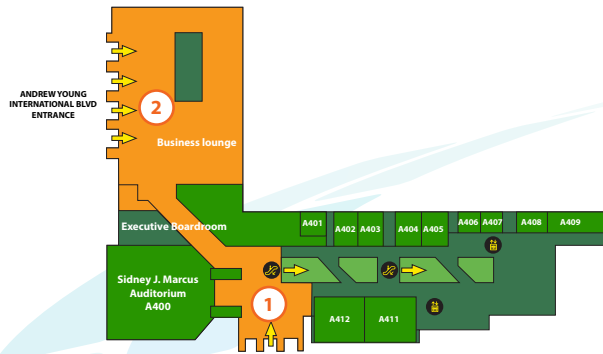 ANDREW YOUNG
INTERNATIONAL BLVD
ENTRANCE
2
Business lounge
Executive Boardroom
A401
A402
A403
A404
A405
A406
A407
A408
A409
Sidney J. Marcus
Auditorium
A400
1
A412
A411